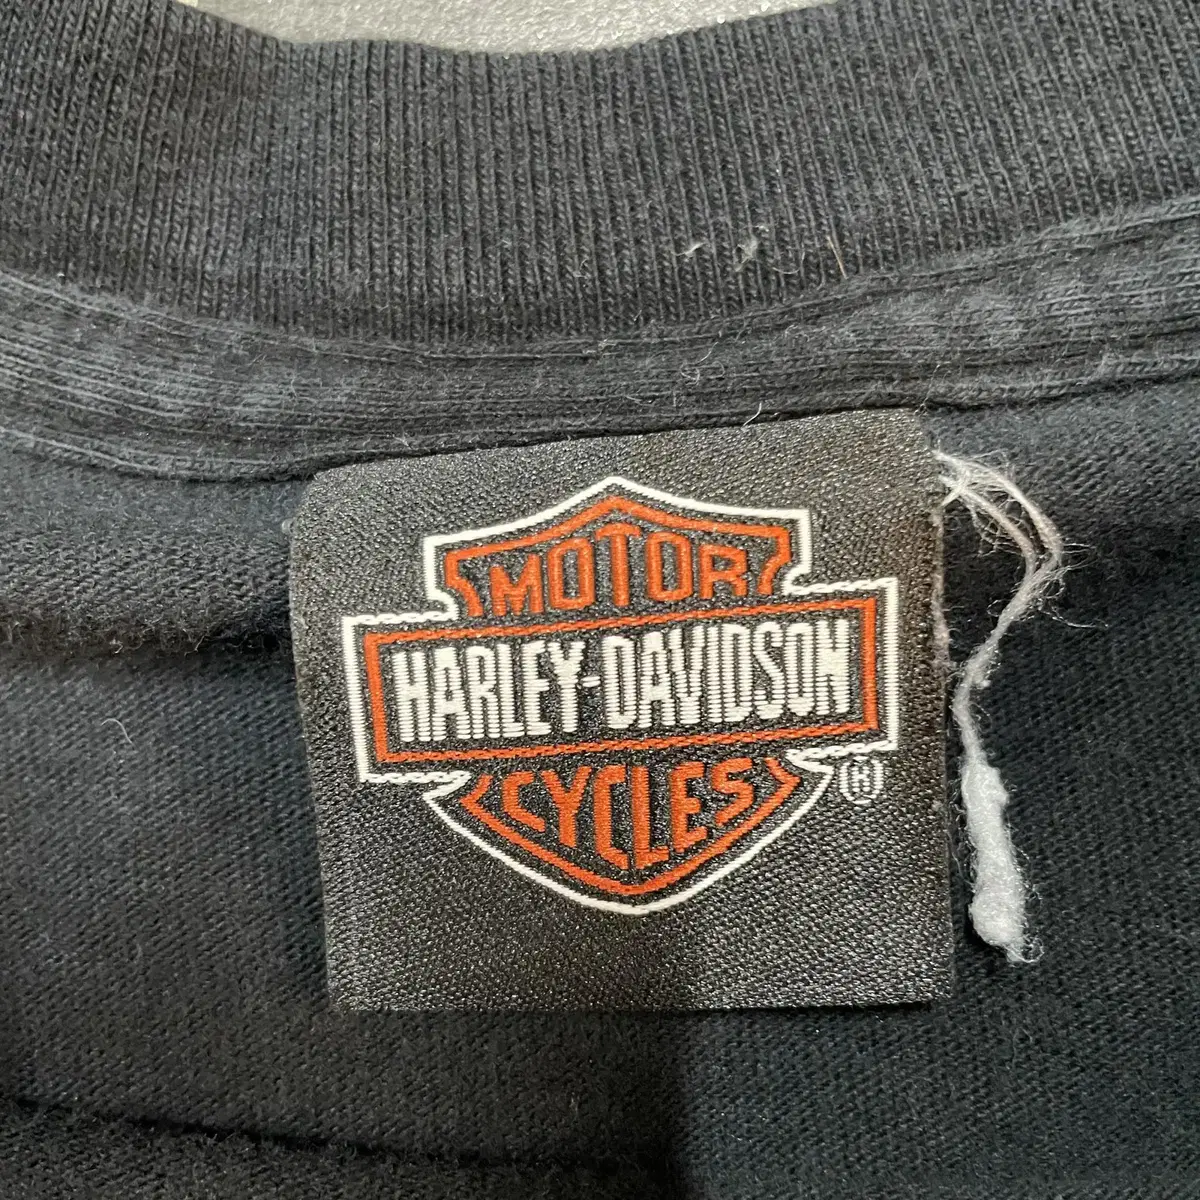 MOTOR
HARLEY-DAVIDSON
CYCLES
®